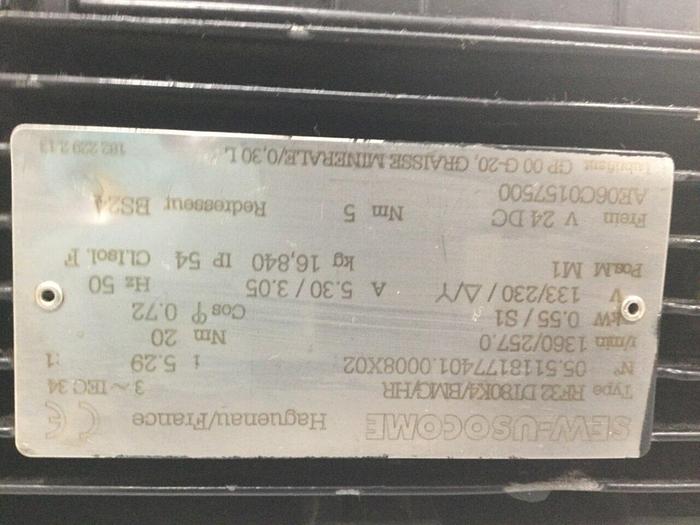 SEW-USOCOME Haguenau/France CE
Type RF32 DT80K4/BMG/HR 3 ~ IEC 34
N° 05.5118177401.0008X02 i 5.29 :1
1/min 1360/257.0 Nm 20
kW 0.55 / S1 Cos φ 0.72
V 133/230 / Δ/Y A 5.30 / 3.05 Hz 50
Pos.M M1 kg 16,840 IP 54 Cl.Isol. F
Frein V 24 DC Nm 5 Redresseur BS24
AE06C0157500
Lubrifiant GP 00 G-20, GRAISSE MINERALE/0,30 L
182 229 2.13